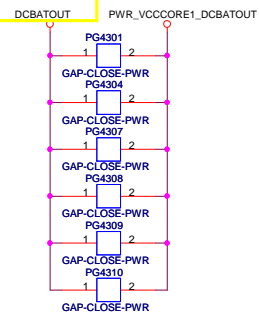 DCBATOUT PWR_VCCCORE1_DCBATOUT
PG4301
1 2
GAP-CLOSE-PWR
PG4304
1 2
GAP-CLOSE-PWR
PG4307
1 2
GAP-CLOSE-PWR
PG4308
1 2
GAP-CLOSE-PWR
PG4309
1 2
GAP-CLOSE-PWR
PG4310
1 2
GAP-CLOSE-PWR